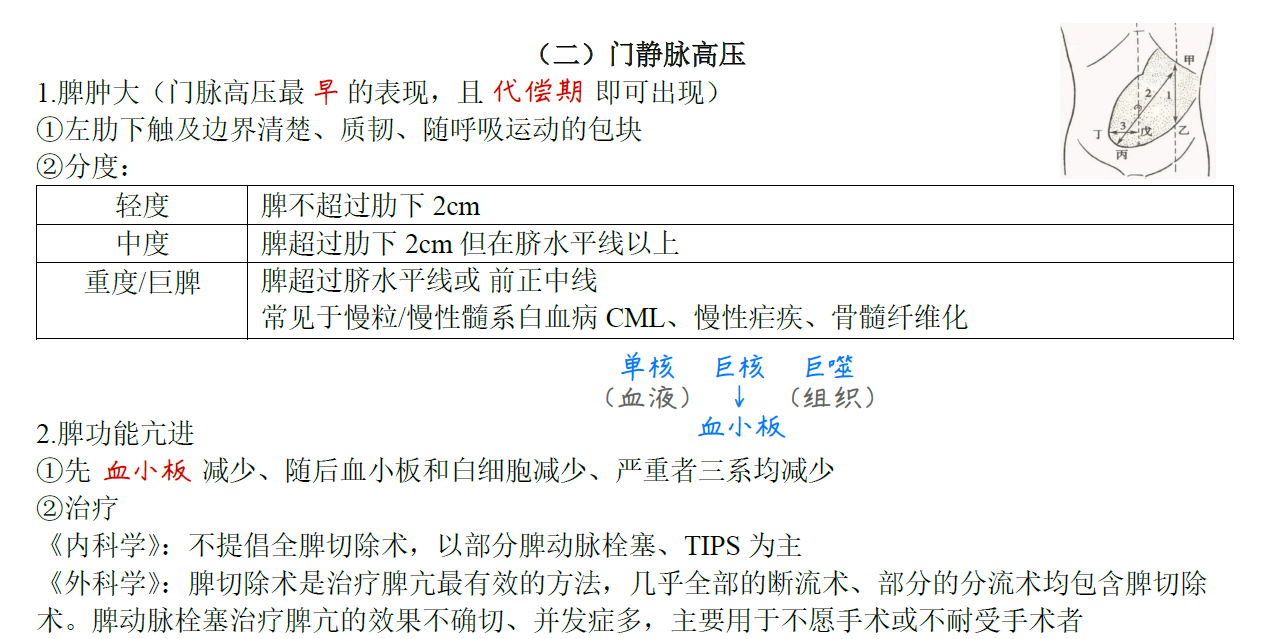 （二）门静脉高压
1.脾肿大（门脉高压最 早 的表现，且 代偿期 即可出现）
①左肋下触及边界清楚、质韧、随呼吸运动的包块
②分度：
甲
2 1
3
丁 戊 乙
丙
轻度 脾不超过肋下 2cm
中度 脾超过肋下 2cm 但在脐水平线以上
重度/巨脾 脾超过脐水平线或 前正中线
常见于慢粒/慢性髓系白血病 CML、慢性疟疾、骨髓纤维化
单核 巨核 巨噬
（血液） ↓ （组织）
血小板
2.脾功能亢进
①先 血小板 减少、随后血小板和白细胞减少、严重者三系均减少
②治疗
《内科学》：不提倡全脾切除术，以部分脾动脉栓塞、TIPS 为主
《外科学》：脾切除术是治疗脾亢最有效的方法，几乎全部的断流术、部分的分流术均包含脾切除
术。脾动脉栓塞治疗脾亢的效果不确切、并发症多，主要用于不愿手术或不耐受手术者